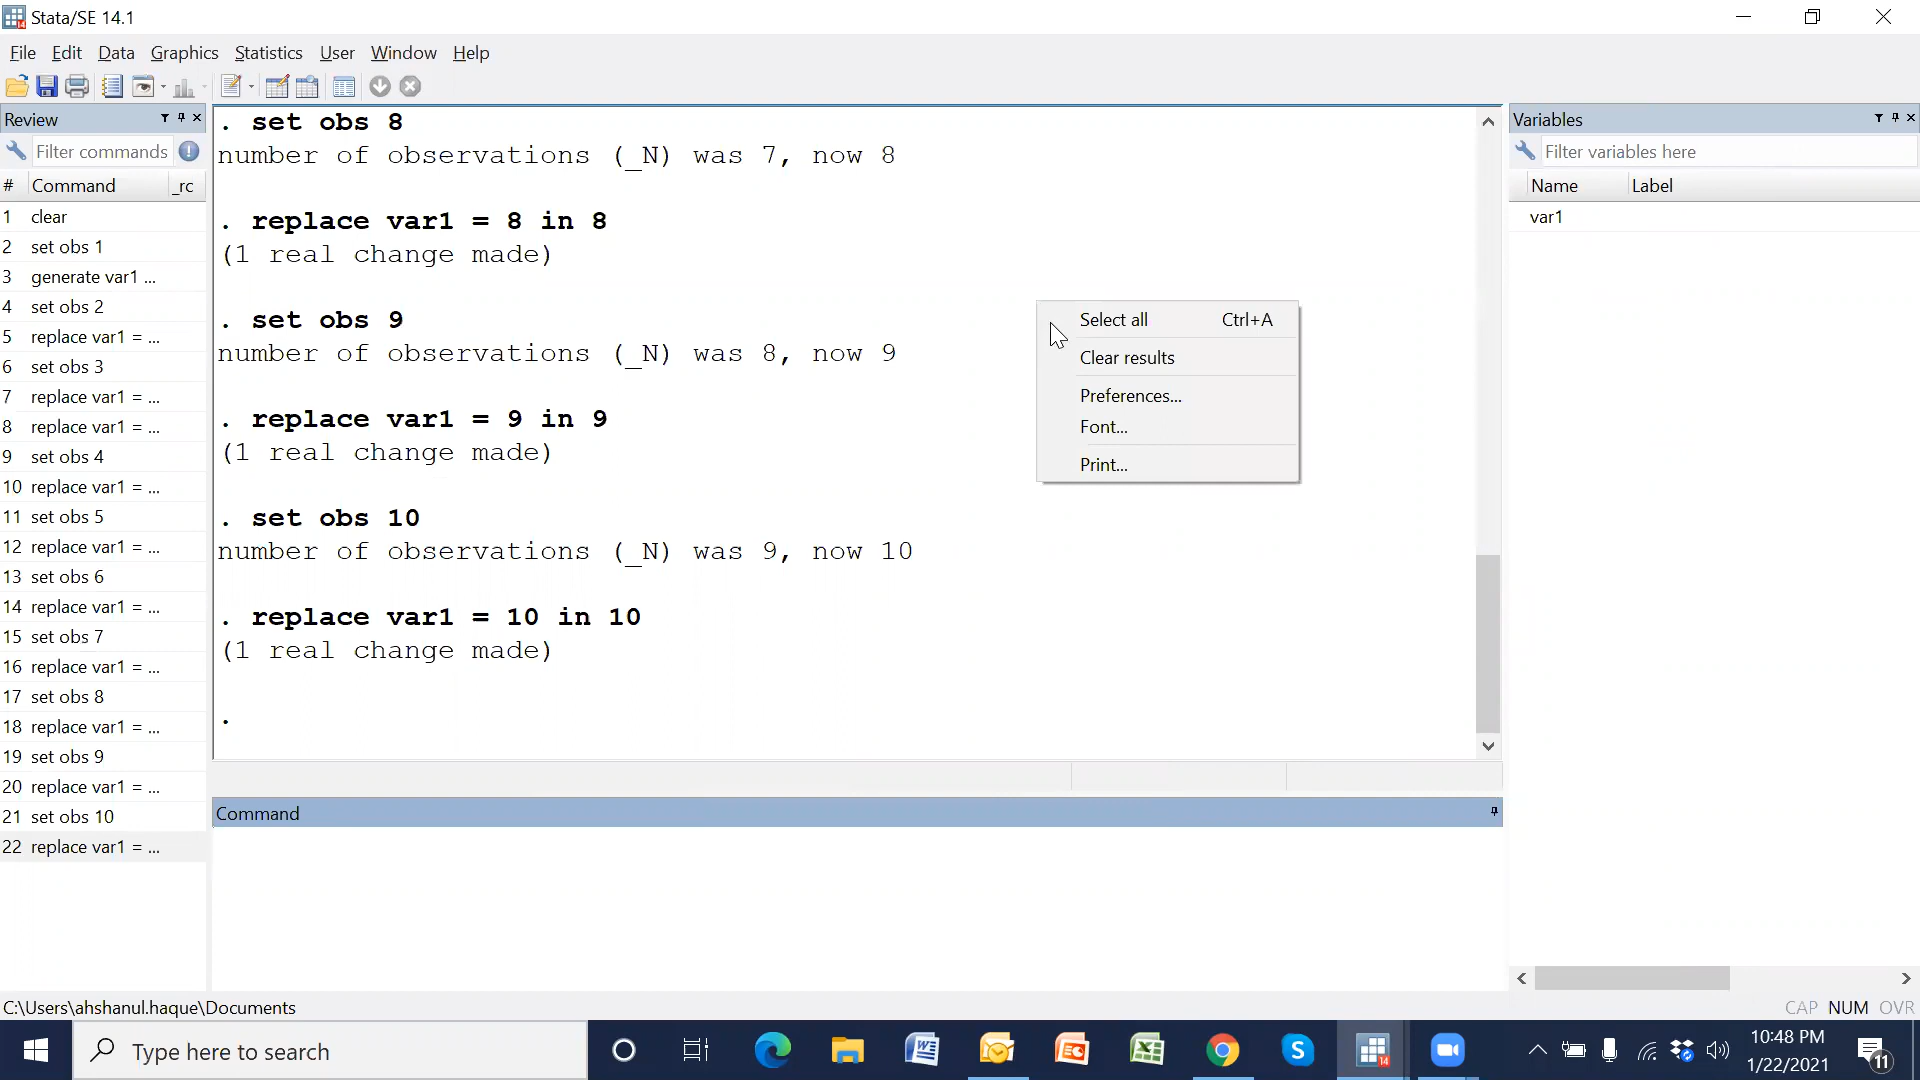 Stata/SE 14.1
File Edit Data Graphics Statistics User Window Help
Review
Filter commands
# Command _rc
1 clear
2 set obs 1
3 generate var1 ...
4 set obs 2
5 replace var1 = ...
6 set obs 3
7 replace var1 = ...
8 replace var1 = ...
9 set obs 4
10 replace var1 = ...
11 set obs 5
12 replace var1 = ...
13 set obs 6
14 replace var1 = ...
15 set obs 7
16 replace var1 = ...
17 set obs 8
18 replace var1 = ...
19 set obs 9
20 replace var1 = ...
21 set obs 10
22 replace var1 = ...
. set obs 8
number of observations (_N) was 7, now 8
. replace var1 = 8 in 8
(1 real change made)
. set obs 9
number of observations (_N) was 8, now 9
. replace var1 = 9 in 9
(1 real change made)
. set obs 10
number of observations (_N) was 9, now 10
. replace var1 = 10 in 10
(1 real change made)
.
Select all Ctrl+A
Clear results
Preferences...
Font...
Print...
Command
Variables
Filter variables here
Name Label
var1
C:\Users\ahshanul.haque\Documents
CAP NUM OVR
Type here to search
14
10:48 PM
1/22/2021
11